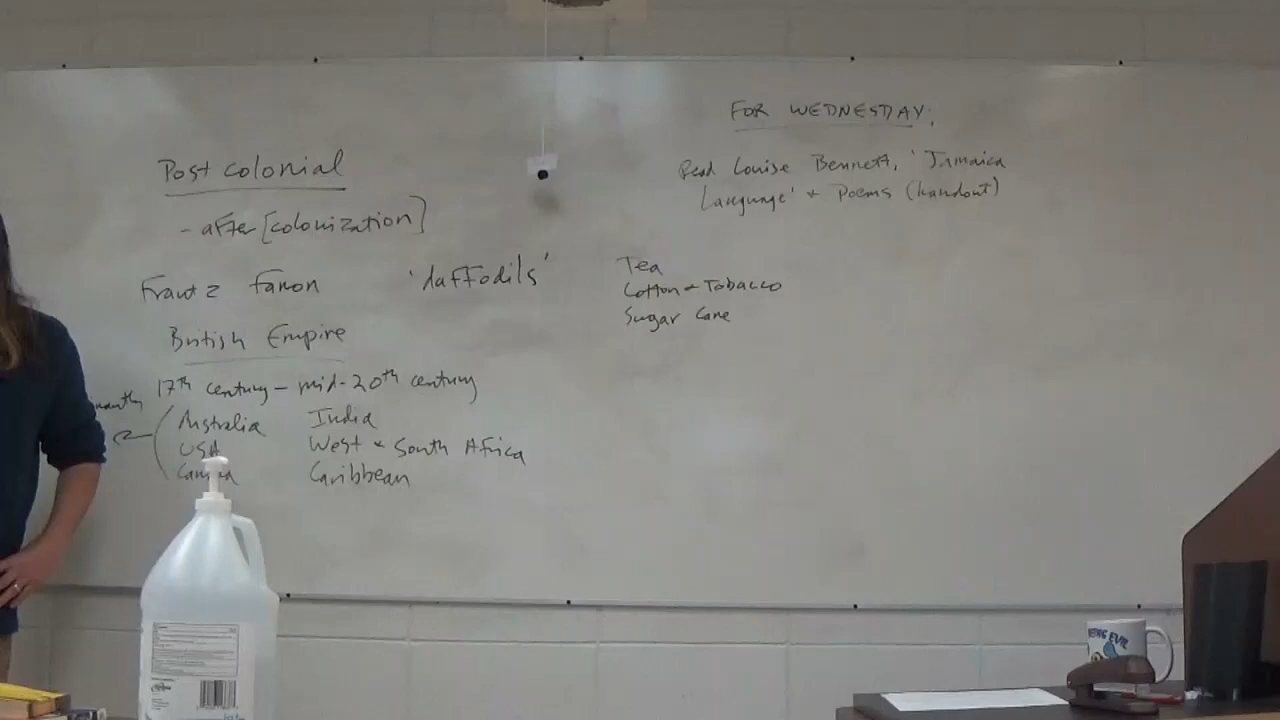 Post colonial
- after [colonization]
Frantz Fanon
'daffodils'
British Empire
17th century - mid-20th century
Australia India
USA West & South Africa
Canada Caribbean
FOR WEDNESDAY:
Read Louise Bennett, 'Jamaica
Language' & Poems (handout)
Tea
Cotton & Tobacco
Sugar Cane